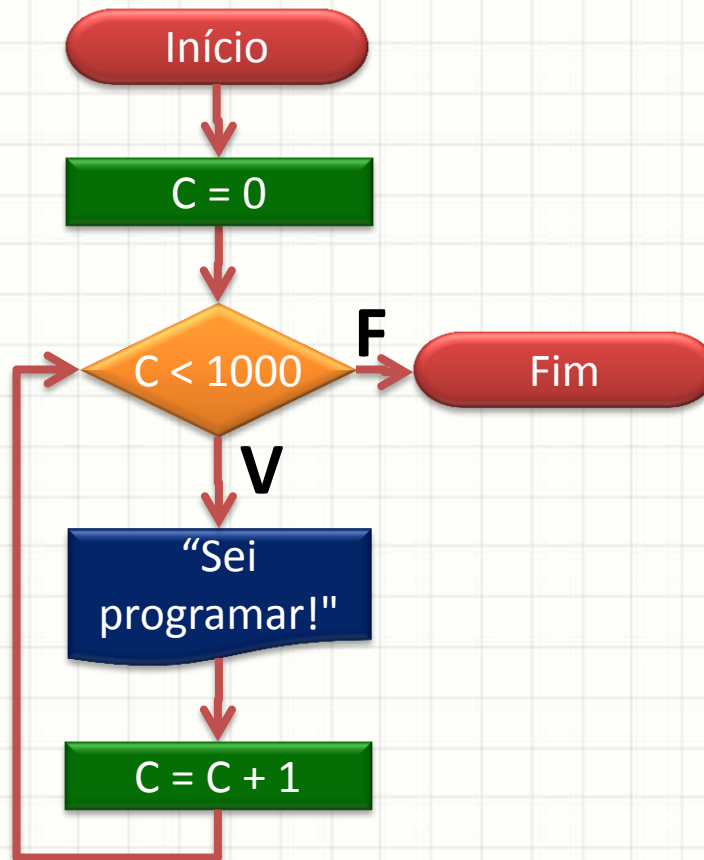 Início
C = 0
C < 1000
F
Fim
V
“Sei
programar!"
C = C + 1